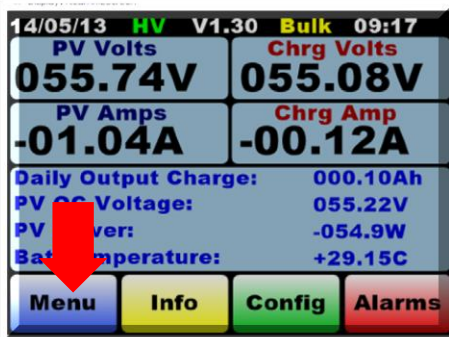 14/05/13 HV V1.30 Bulk 09:17
PV Volts Chrg Volts
055.74V 055.08V
PV Amps Chrg Amp
-01.04A -00.12A
Daily Output Charge: 000.10Ah
PV OC Voltage: 055.22V
PV 054.9W
Temperature: +29.15C
Menu Info Config Alarms